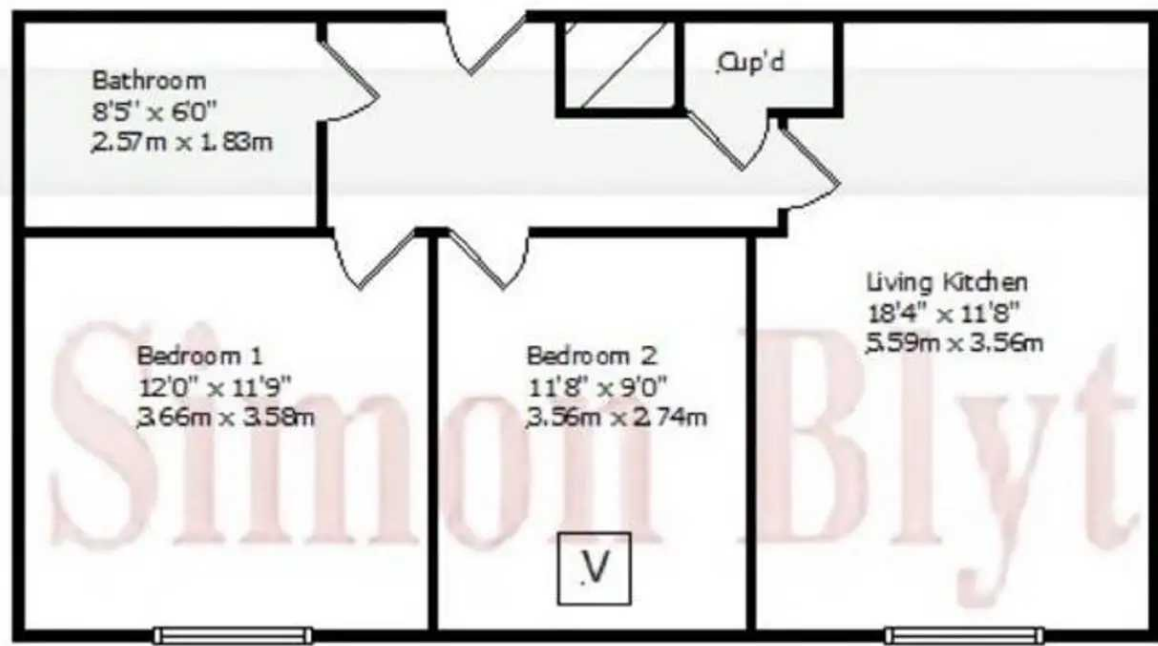 Cup'd
Bathroom
8'5" x 6'0"
2.57m x 1.83m
Living Kitchen
18'4" x 11'8"
5.59m x 3.56m
Bedroom 1
12'0" x 11'9"
3.66m x 3.58m
Bedroom 2
11'8" x 9'0"
3.56m x 2.74m
Simon Blyt
V